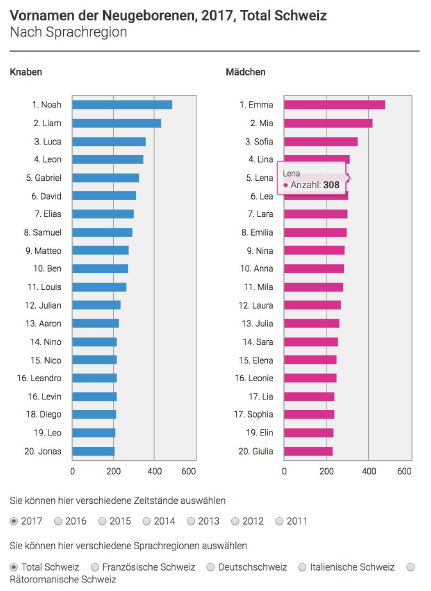 Vornamen der Neugeborenen, 2017, Total Schweiz
Nach Sprachregion
Knaben
1. Noah
2. Liam
3. Luca
4. Leon
5. Gabriel
6. David
7. Elias
8. Samuel
9. Matteo
10. Ben
11. Louis
12. Julian
13. Aaron
14. Nino
15. Nico
16. Leandro
16. Levin
18. Diego
19. Leo
20. Jonas
0 200 400 600
Mädchen
1. Emma
2. Mia
3. Sofia
4. Lina
5. Lena
6. Lea
7. Lara
8. Emilia
9. Nina
10. Anna
11. Mila
12. Laura
13. Julia
14. Sara
15. Elena
16. Leonie
17. Lia
17. Sophia
19. Elin
20. Giulia
0 200 400 600
Lena
Anzahl: 308
Sie können hier verschiedene Zeitstände auswählen
2017 2016 2015 2014 2013 2012 2011
Sie können hier verschiedene Sprachregionen auswählen
Total Schweiz Französische Schweiz Deutschschweiz Italienische Schweiz
Rätoromanische Schweiz